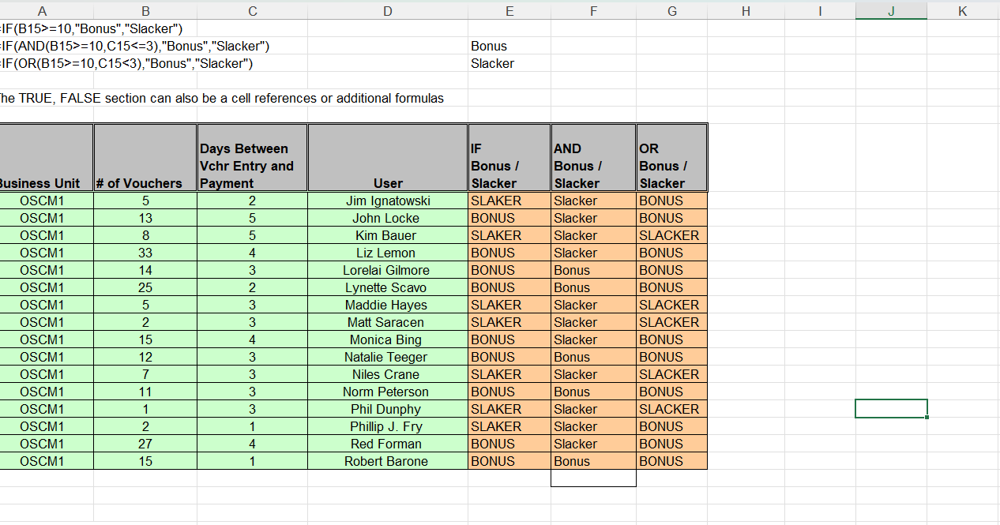 A B C D E F G H I J K
=IF(B15>=10,"Bonus","Slacker")
=IF(AND(B15>=10,C15<=3),"Bonus","Slacker") Bonus
=IF(OR(B15>=10,C15<3),"Bonus","Slacker") Slacker
The TRUE, FALSE section can also be a cell references or additional formulas
Days Between IF AND OR
Vchr Entry and Bonus / Bonus / Bonus /
Business Unit # of Vouchers Payment User Slacker Slacker Slacker
OSCM1 5 2 Jim Ignatowski SLAKER Slacker BONUS
OSCM1 13 5 John Locke BONUS Slacker BONUS
OSCM1 8 5 Kim Bauer SLAKER Slacker SLACKER
OSCM1 33 4 Liz Lemon BONUS Slacker BONUS
OSCM1 14 3 Lorelai Gilmore BONUS Bonus BONUS
OSCM1 25 2 Lynette Scavo BONUS Bonus BONUS
OSCM1 5 3 Maddie Hayes SLAKER Slacker SLACKER
OSCM1 2 3 Matt Saracen SLAKER Slacker SLACKER
OSCM1 15 4 Monica Bing BONUS Slacker BONUS
OSCM1 12 3 Natalie Teeger BONUS Bonus BONUS
OSCM1 7 3 Niles Crane SLAKER Slacker SLACKER
OSCM1 11 3 Norm Peterson BONUS Bonus BONUS
OSCM1 1 3 Phil Dunphy SLAKER Slacker SLACKER
OSCM1 2 1 Phillip J. Fry SLAKER Slacker BONUS
OSCM1 27 4 Red Forman BONUS Slacker BONUS
OSCM1 15 1 Robert Barone BONUS Bonus BONUS